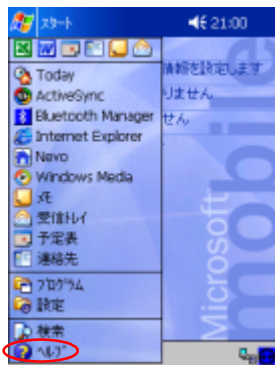 スタート 21:00
Today
ActiveSync
Bluetooth Manager
Internet Explorer
Nevo
Windows Media
メモ
受信トレイ
予定表
連絡先
プログラム
設定
検索
ヘルプ
情報を設定します
りません
せん
Microsoft
mobile